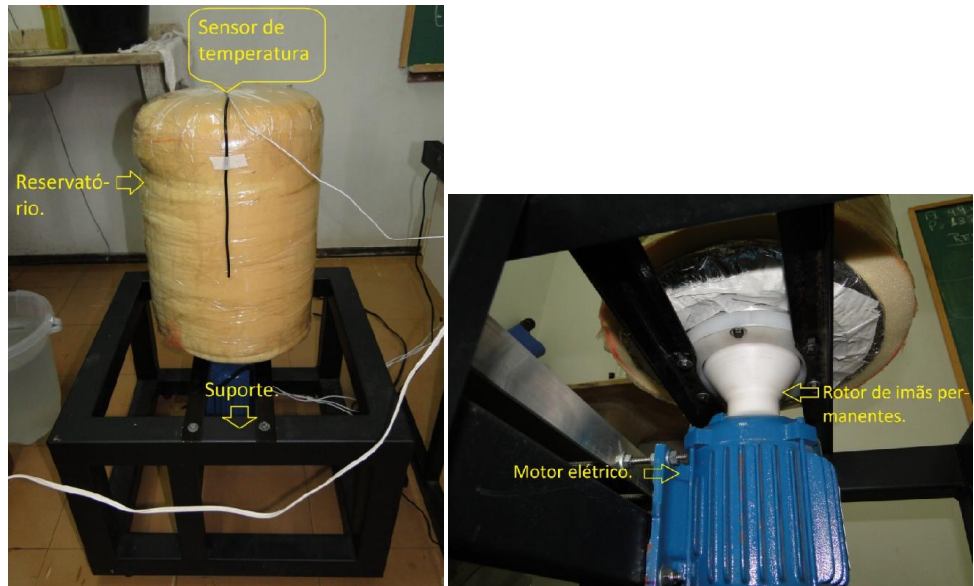 Sensor de
temperatura
Reservató-
rio.
Suporte.
Rotor de imãs per-
manentes.
Motor elétrico.